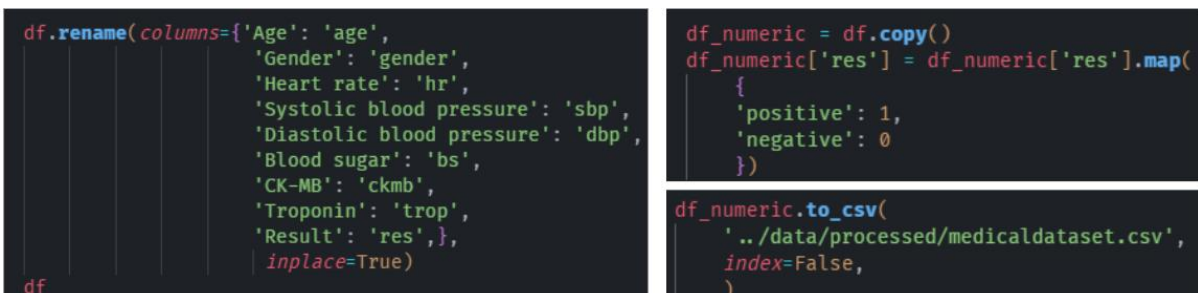 df.rename(columns={'Age': 'age',
'Gender': 'gender',
'Heart rate': 'hr',
'Systolic blood pressure': 'sbp',
'Diastolic blood pressure': 'dbp',
'Blood sugar': 'bs',
'CK-MB': 'ckmb',
'Troponin': 'trop',
'Result': 'res',},
inplace=True)
df
df_numeric = df.copy()
df_numeric['res'] = df_numeric['res'].map(
{
'positive': 1,
'negative': 0
})
df_numeric.to_csv(
'../data/processed/medicaldataset.csv',
index=False,
)